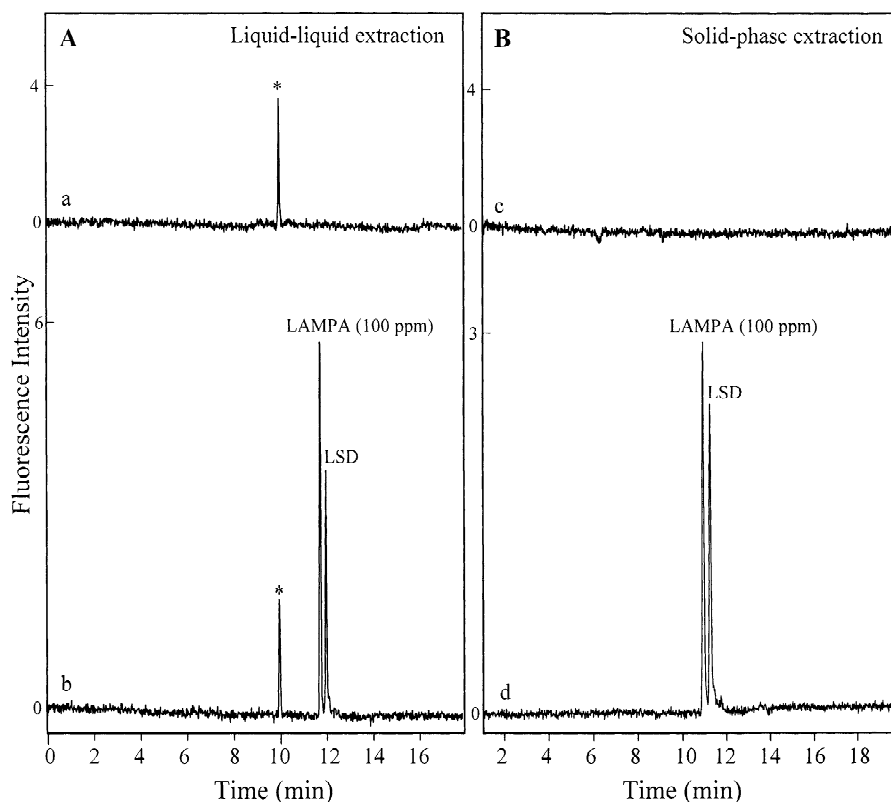 A
Liquid-liquid extraction
*
4
a
0
6
LAMPA (100 ppm)
LSD
*
b
0
0 2 4 6 8 10 12 14 16
Time (min)
Fluorescence Intensity
B
Solid-phase extraction
4
c
0
3
LAMPA (100 ppm)
LSD
d
0
2 4 6 8 10 12 14 16 18
Time (min)